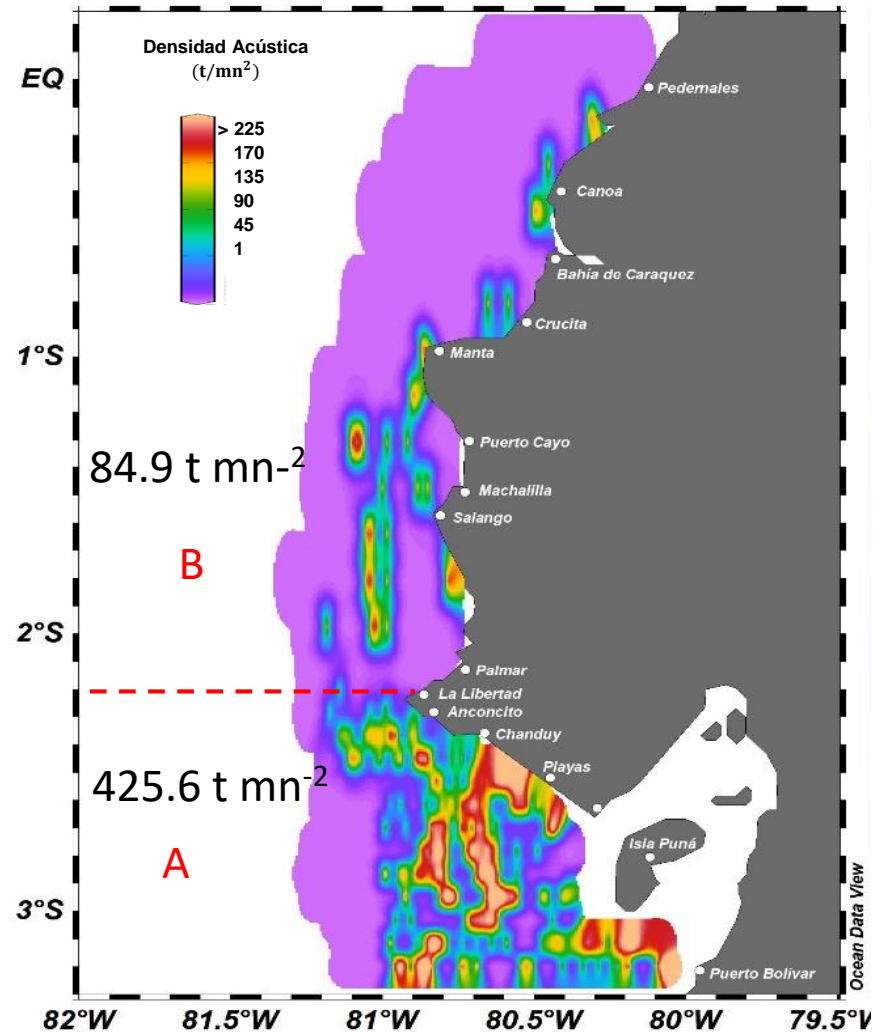 Densidad Acústica
(t/mn²)
> 225
170
135
90
45
1
EQ
1°S
2°S
3°S
Pedernales
Canoa
Bahía de Caraquez
Crucita
Manta
Puerto Cayo
Machalilla
Salango
Palmar
La Libertad
Anconcito
Chanduy
Playas
Isla Puná
Puerto Bolívar
84.9 t mn-²
B
425.6 t mn⁻²
A
82°W
81.5°W
81°W
80.5°W
80°W
79.5°W
Ocean Data View